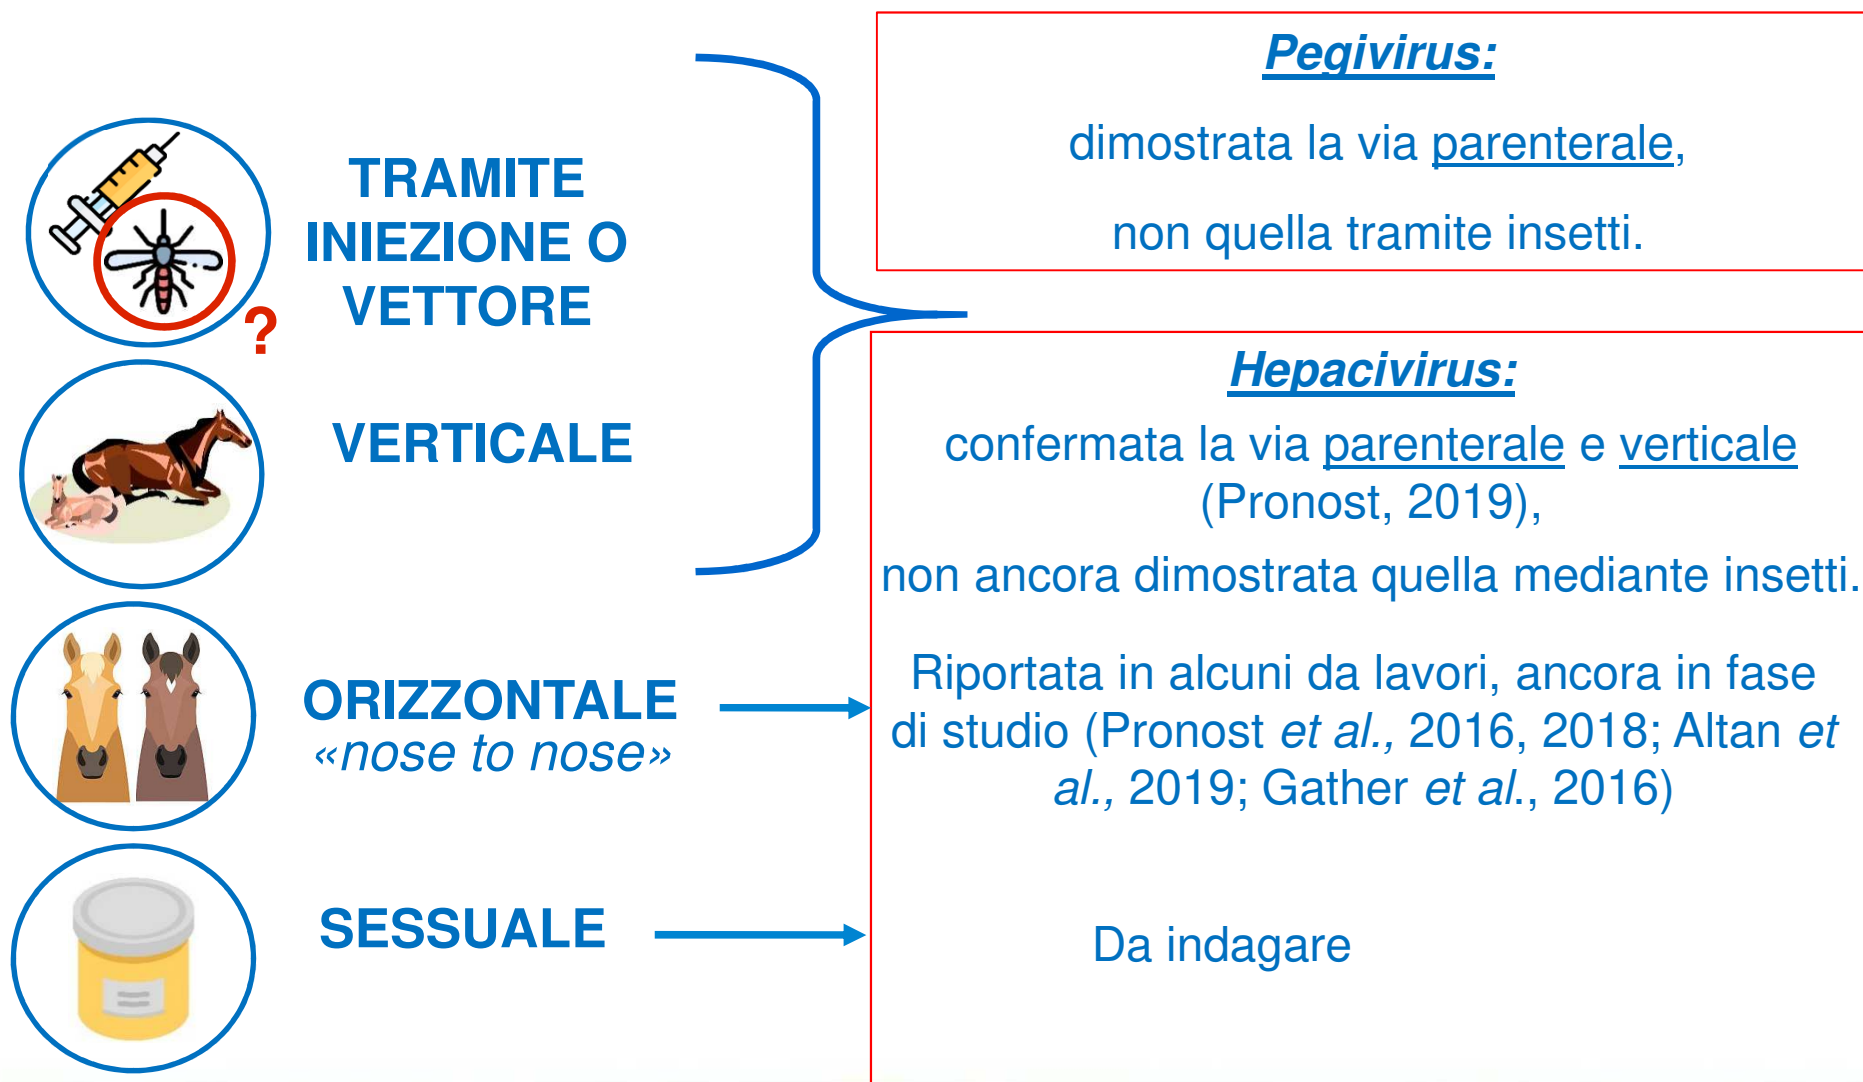 TRAMITE
INIEZIONE O
VETTORE
?
VERTICALE
ORIZZONTALE
«nose to nose»
SESSUALE
Pegivirus:
dimostrata la via parenterale,
non quella tramite insetti.
Hepacivirus:
confermata la via parenterale e verticale
(Pronost, 2019),
non ancora dimostrata quella mediante insetti.
Riportata in alcuni da lavori, ancora in fase
di studio (Pronost et al., 2016, 2018; Altan et
al., 2019; Gather et al., 2016)
Da indagare